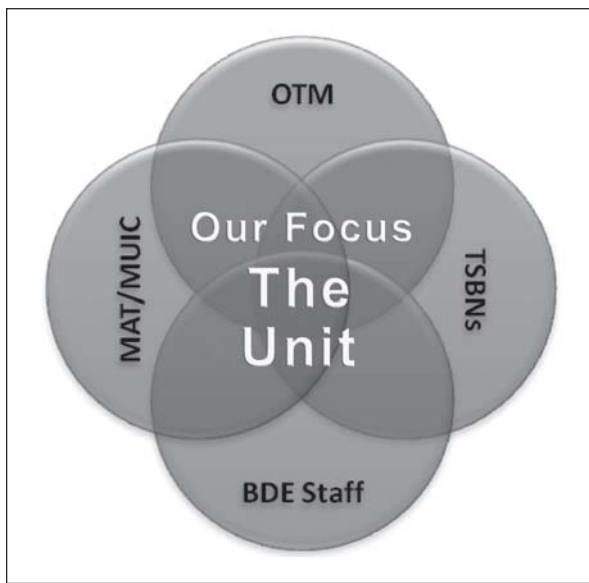 OTM
MAT/MUIC
Our Focus
The
Unit
TSBNs
BDE Staff